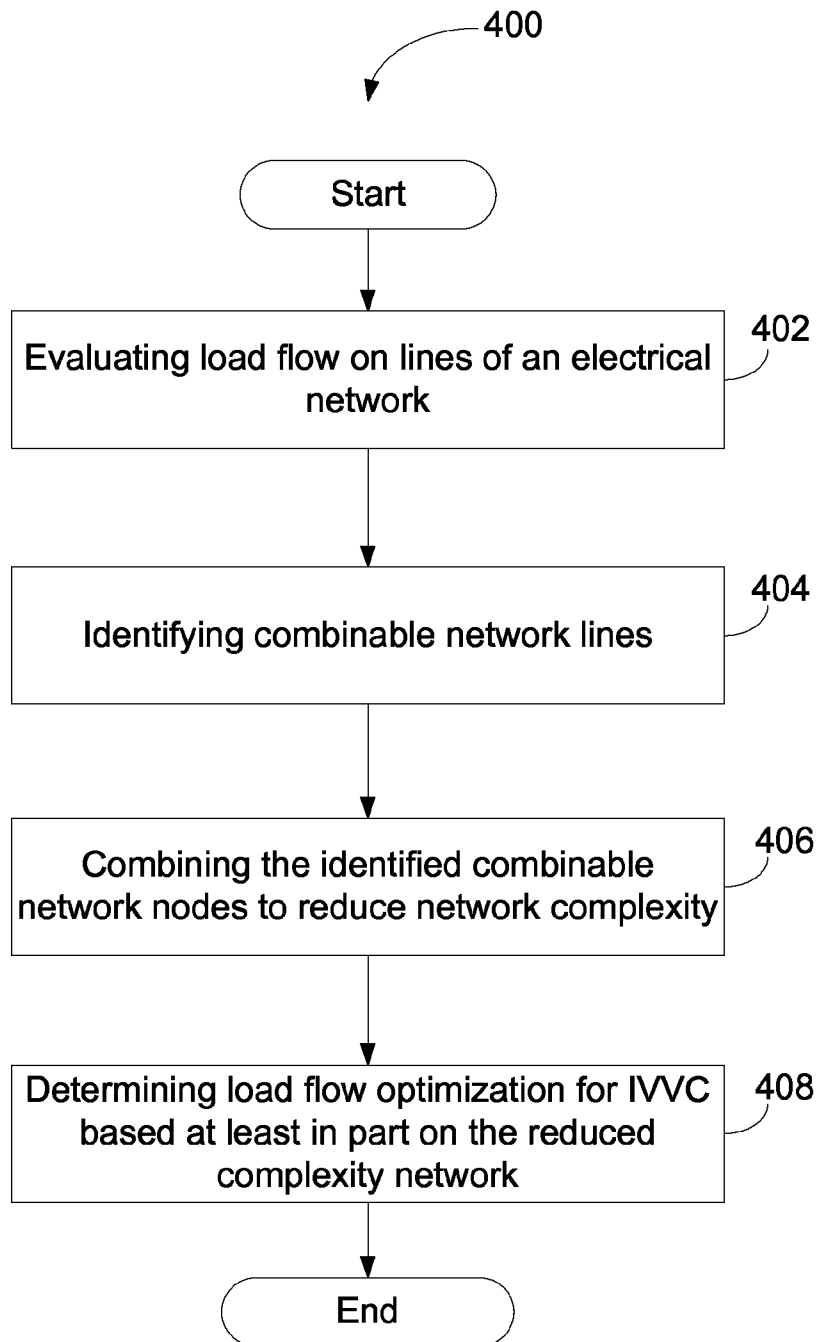 400
Start
402
Evaluating load flow on lines of an electrical
network
404
Identifying combinable network lines
406
Combining the identified combinable
network nodes to reduce network complexity
408
Determining load flow optimization for IVVC
based at least in part on the reduced
complexity network
End